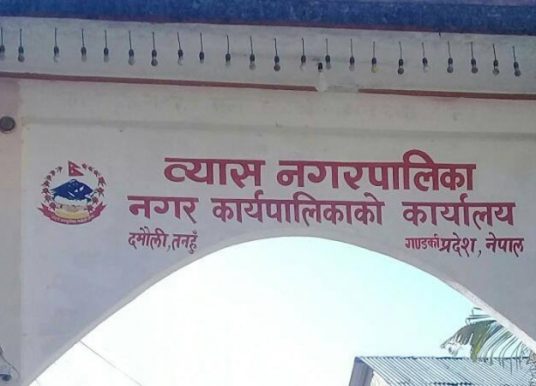 व्यास नगरपालिका
नगर कार्यपालिकाको कार्यालय
दमौली, तनहुँ गण्डकी प्रदेश, नेपाल